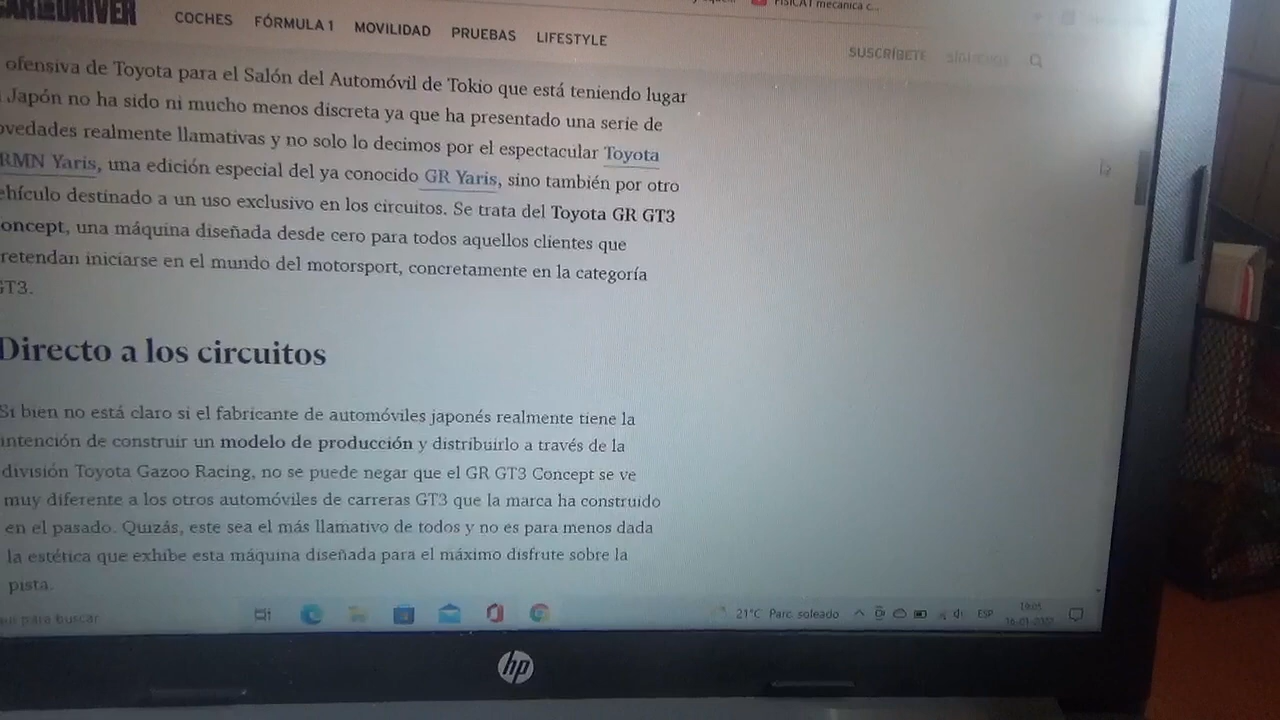 CAR and DRIVER
FISICA I mecanica c...
COCHES FÓRMULA 1 MOVILIDAD PRUEBAS LIFESTYLE
SUSCRÍBETE
ofensiva de Toyota para el Salón del Automóvil de Tokio que está teniendo lugar
Japón no ha sido ni mucho menos discreta ya que ha presentado una serie de
ovedades realmente llamativas y no solo lo decimos por el espectacular Toyota
RMN Yaris, una edición especial del ya conocido GR Yaris, sino también por otro
ehículo destinado a un uso exclusivo en los circuitos. Se trata del Toyota GR GT3
oncept, una máquina diseñada desde cero para todos aquellos clientes que
retendan iniciarse en el mundo del motorsport, concretamente en la categoría
GT3.
Directo a los circuitos
Si bien no está claro si el fabricante de automóviles japonés realmente tiene la
intención de construir un modelo de producción y distribuirlo a través de la
división Toyota Gazoo Racing, no se puede negar que el GR GT3 Concept se ve
muy diferente a los otros automóviles de carreras GT3 que la marca ha construido
en el pasado. Quizás, este sea el más llamativo de todos y no es para menos dada
la estética que exhibe esta máquina diseñada para el máximo disfrute sobre la
pista.
para buscar
21°C Parc. soleado
ESP
hp